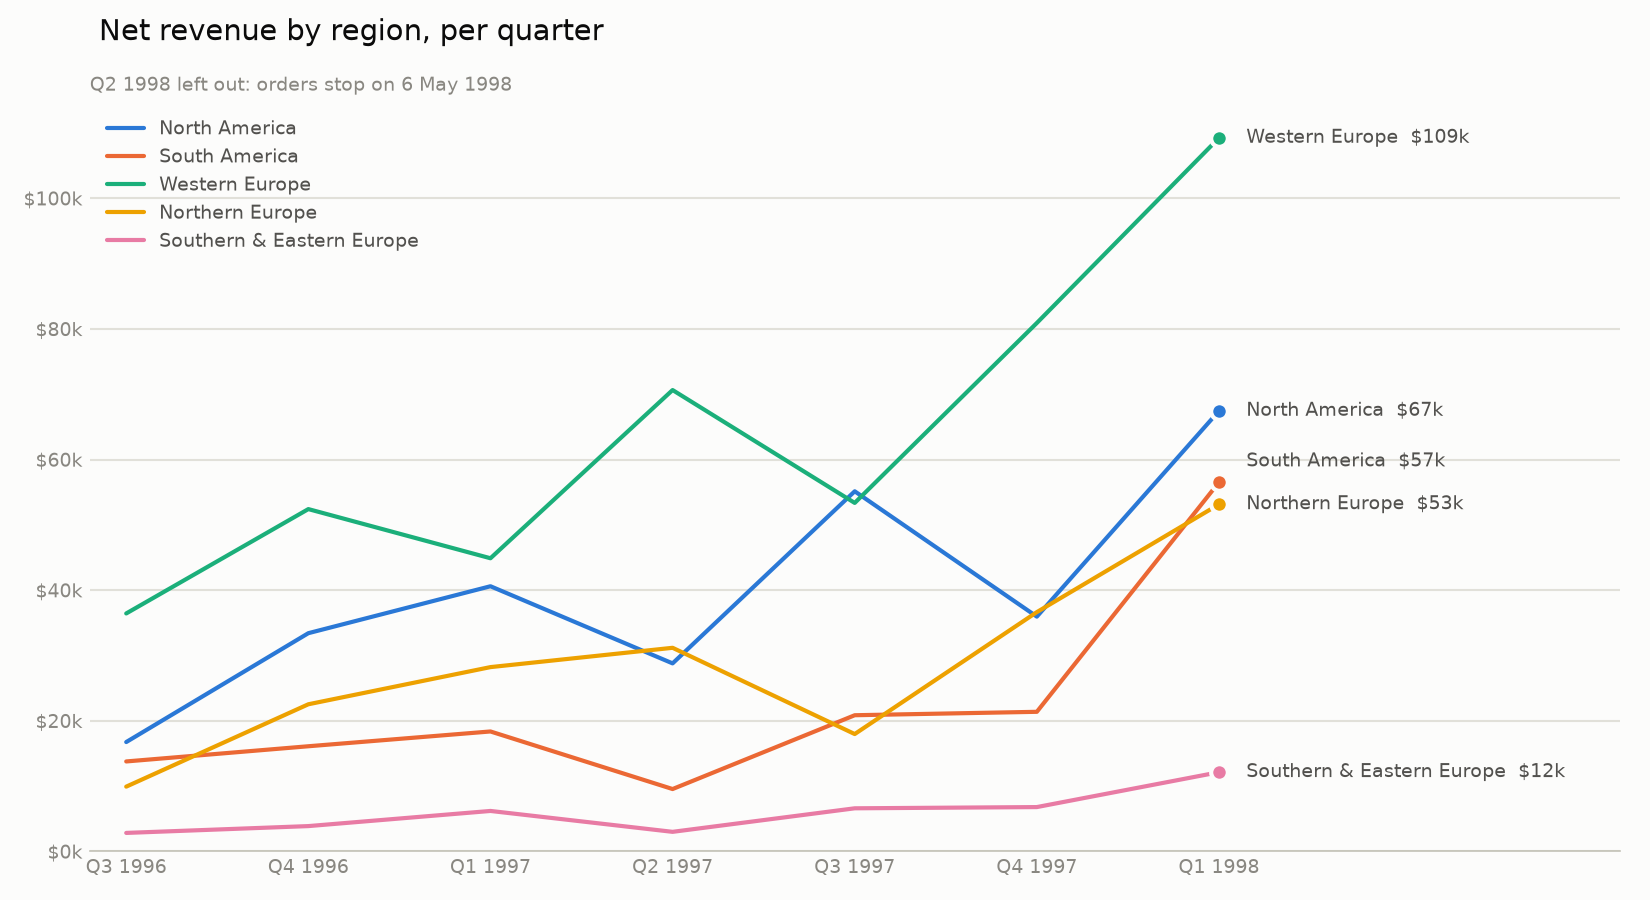 Net revenue by region, per quarter
Q2 1998 left out: orders stop on 6 May 1998
North America
South America
Western Europe
Northern Europe
Southern & Eastern Europe
$100k
$80k
$60k
$40k
$20k
$0k
Western Europe $109k
North America $67k
South America $57k
Northern Europe $53k
Southern & Eastern Europe $12k
Q3 1996
Q4 1996
Q1 1997
Q2 1997
Q3 1997
Q4 1997
Q1 1998